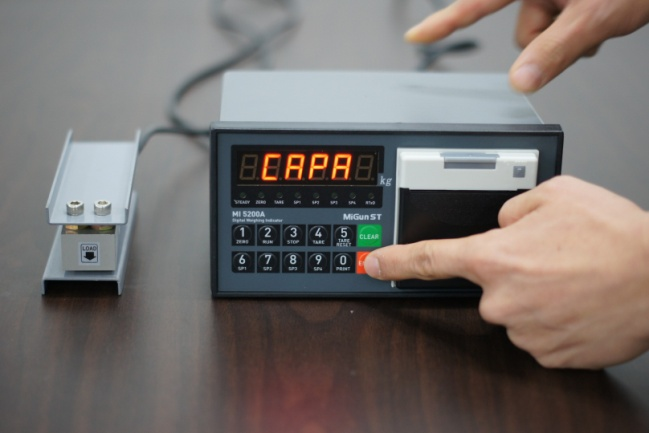 CAPA
kg
STEADY ZERO TARE SP1 SP2 SP3 SP4
MI 5200A
Digital Weighing Indicator
MiGun ST
1 2 3 4 5 CLEAR
ZERO RUN STOP TARE TARE RESET
6 7 8 9 0
SP1 SP2 SP3 SP4 PRINT
LOAD